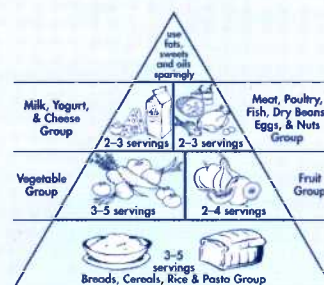 use
fats,
sweets
and oils
sparingly
Milk, Yogurt,
& Cheese
Group
2–3 servings
2–3 servings
Meat, Poultry,
Fish, Dry Beans
Eggs, & Nuts
Group
Vegetable
Group
3–5 servings
2–4 servings
Fruit
Group
3–5
servings
Breads, Cereals, Rice & Pasta Group